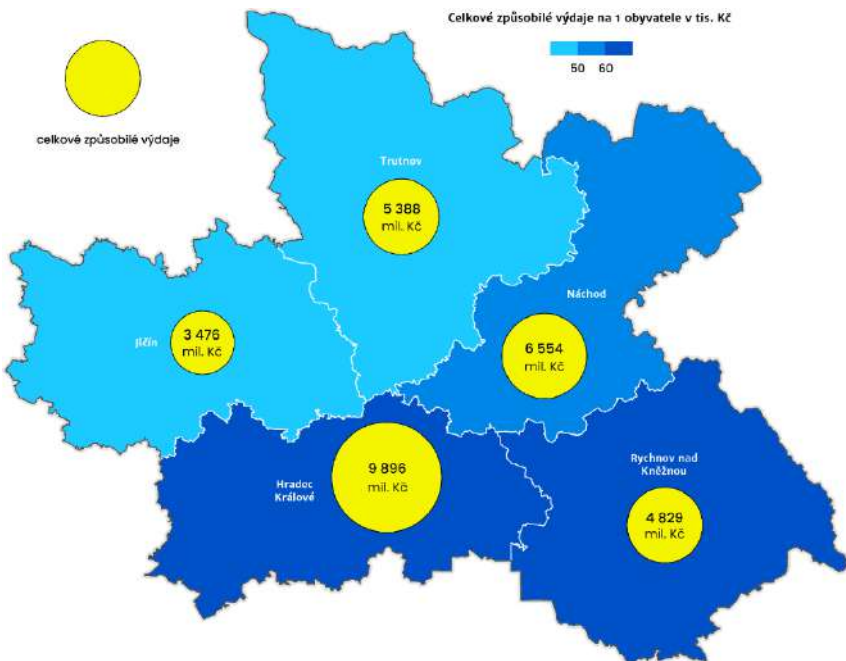 Celkové způsobilé výdaje na 1 obyvatele v tis. Kč
50 60
celkové způsobilé výdaje
Trutnov
5 388
mil. Kč
Náchod
6 554
mil. Kč
Jičín
3 476
mil. Kč
Hradec
Králové
9 896
mil. Kč
Rychnov nad
Kněžnou
4 829
mil. Kč